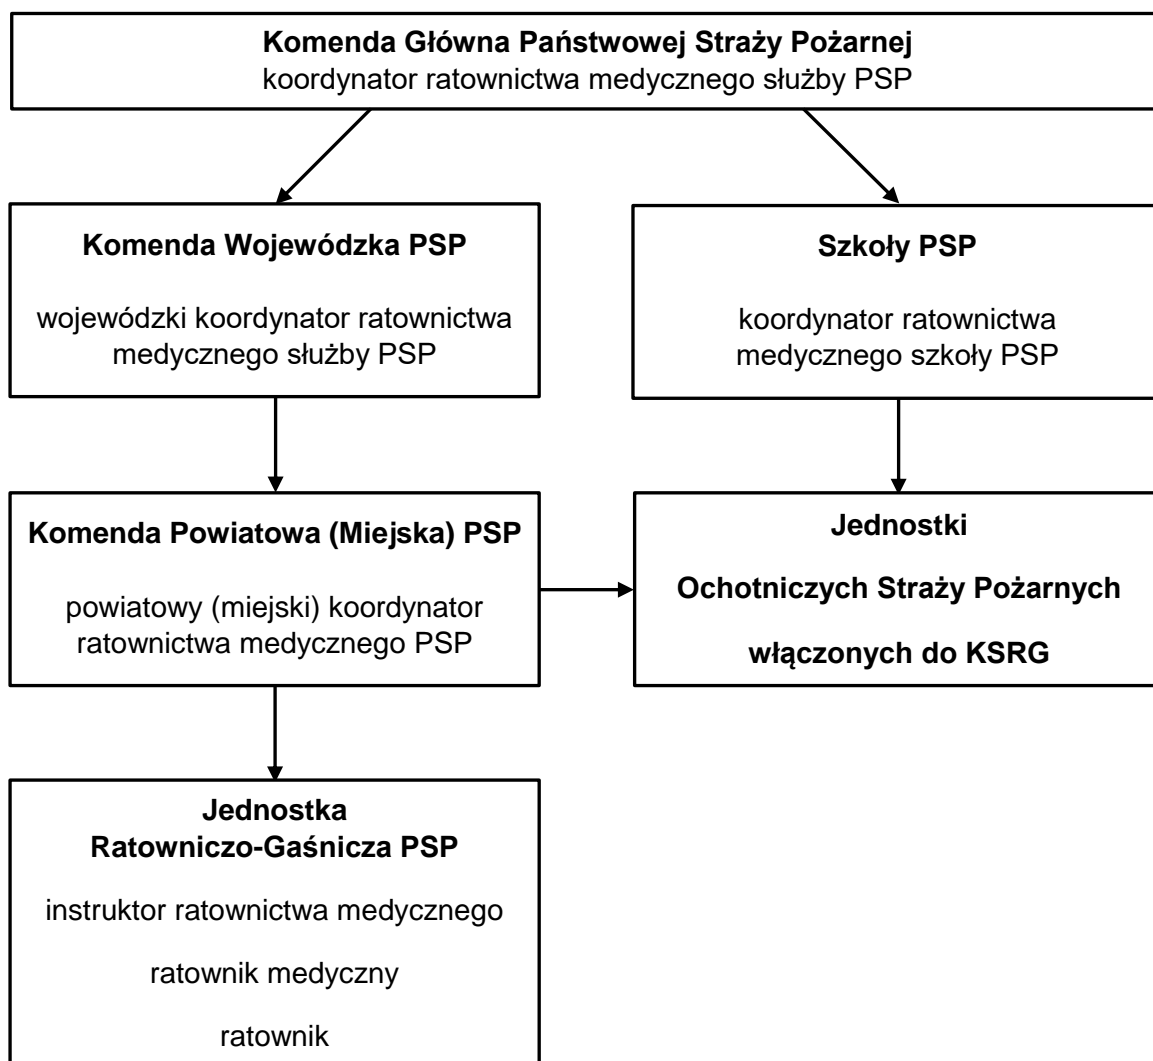 Komenda Główna Państwowej Straży Pożarnej
koordynator ratownictwa medycznego służby PSP
Komenda Wojewódzka PSP
wojewódzki koordynator ratownictwa
medycznego służby PSP
Szkoły PSP
koordynator ratownictwa
medycznego szkoły PSP
Komenda Powiatowa (Miejska) PSP
powiatowy (miejski) koordynator
ratownictwa medycznego PSP
Jednostki
Ochotniczych Straży Pożarnych
włączonych do KSRG
Jednostka
Ratowniczo-Gaśnicza PSP
instruktor ratownictwa medycznego
ratownik medyczny
ratownik